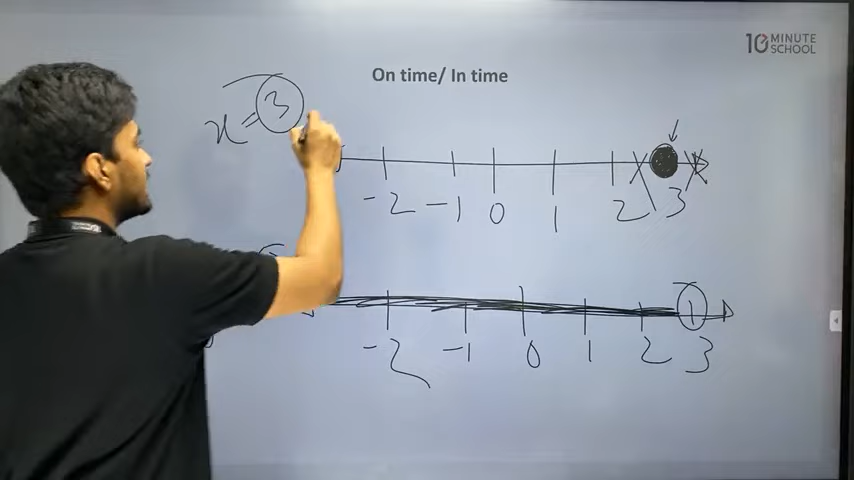 10 MINUTE
SCHOOL
On time/ In time
x = 3
-2 -1 0 1 2 3
-2 -1 0 1 2 3